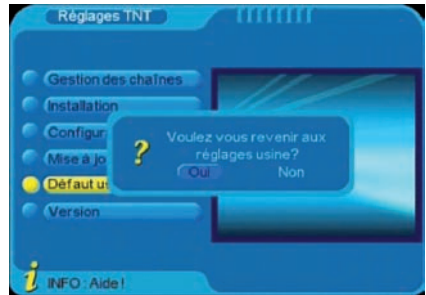 Réglages TNT
Gestion des chaînes
Installation
Configur
Mise à jo
Défaut us
Version
Voulez vous revenir aux
réglages usine?
Oui Non
INFO : Aide!